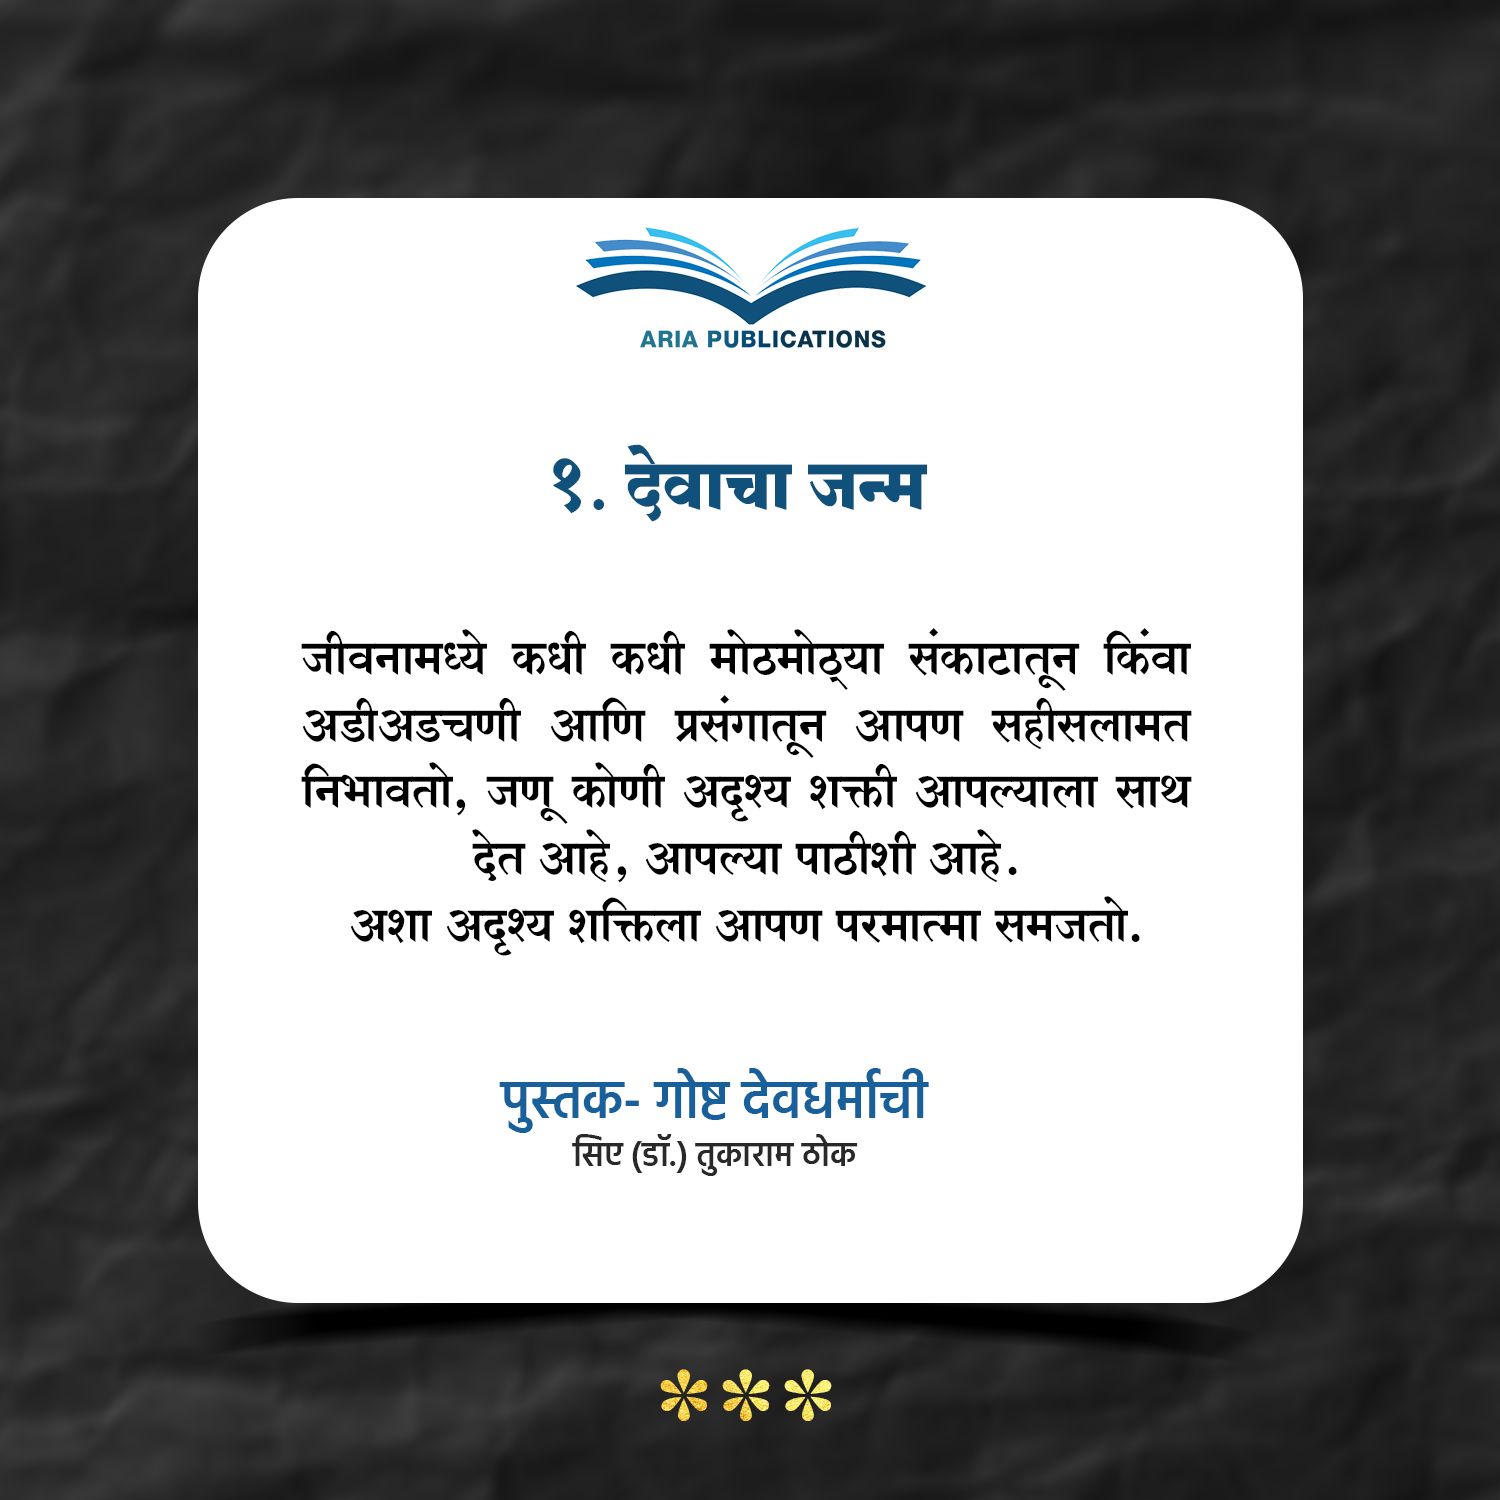 ARIA PUBLICATIONS
१. देवाचा जन्म
जीवनामध्ये कधी कधी मोठमोठ्या संकाटातून किंवा
अडीअडचणी आणि प्रसंगातून आपण सहीसलामत
निभावतो, जणू कोणी अदृश्य शक्ती आपल्याला साथ
देत आहे, आपल्या पाठीशी आहे.
अशा अदृश्य शक्तिला आपण परमात्मा समजतो.
पुस्तक- गोष्ट देवधर्माची
सिए (डॉ.) तुकाराम ठोक